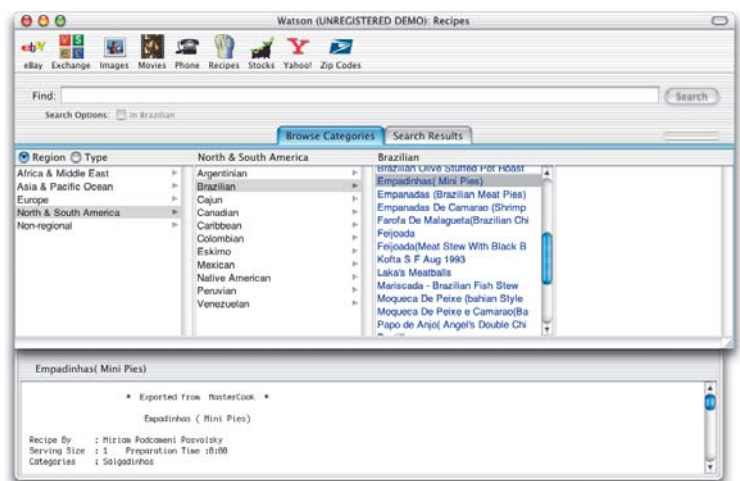 Watson (UNREGISTERED DEMO): Recipes
eBay Exchange Images Movies Phone Recipes Stocks Yahoo! Zip Codes
Find: Search
Search Options: in Brazilian
Browse Categories Search Results
Region Type North & South America Brazilian
Africa & Middle East
Asia & Pacific Ocean
Europe
North & South America
Non-regional
Argentinian
Brazilian
Cajun
Canadian
Caribbean
Colombian
Eskimo
Mexican
Native American
Peruvian
Venezuelan
Brazilian Olive Stuffed Pot Roast
Empadinhas( Mini Pies)
Empanadas (Brazilian Meat Pies)
Empanadas De Camarao (Shrimp
Farofa De Malagueta(Brazilian Chi
Feijoada
Feijoada(Meat Stew With Black B
Kofta S F Aug 1993
Laka's Meatballs
Mariscada - Brazilian Fish Stew
Moqueca De Peixe (bahian Style
Moqueca De Peixe e Camarao(Ba
Papo de Anjo( Angel's Double Chi
Empadinhas( Mini Pies)
* Exported from MasterCook *
Empadinhas ( Mini Pies)
Recipe By : Miriam Podcameni Posvolsky
Serving Size : 1 Preparation Time :0:00
Categories : Salgadinhos